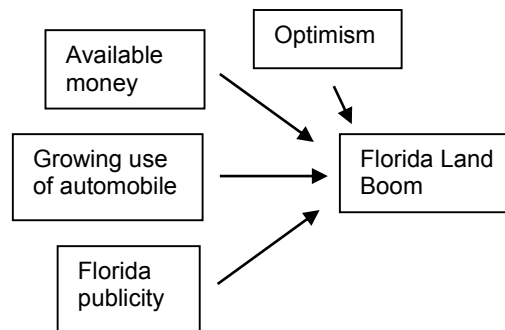 Optimism
Available
money
Growing use
of automobile
Florida Land
Boom
Florida
publicity